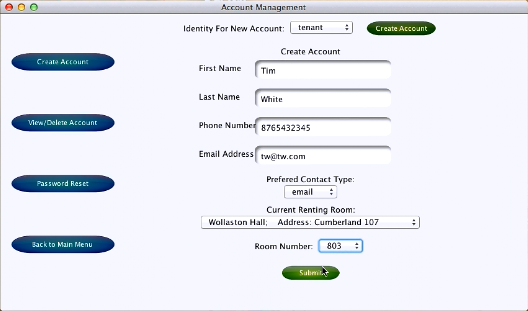 Account Management
Identity For New Account: tenant Create Account
Create Account
Create Account
First Name Tim
Last Name White
View/Delete Account
Phone Number 8765432345
Email Address tw@tw.com
Prefered Contact Type:
Password Reset
email
Current Renting Room:
Wollaston Hall; Address: Cumberland 107
Back to Main Menu
Room Number: 803
Submit